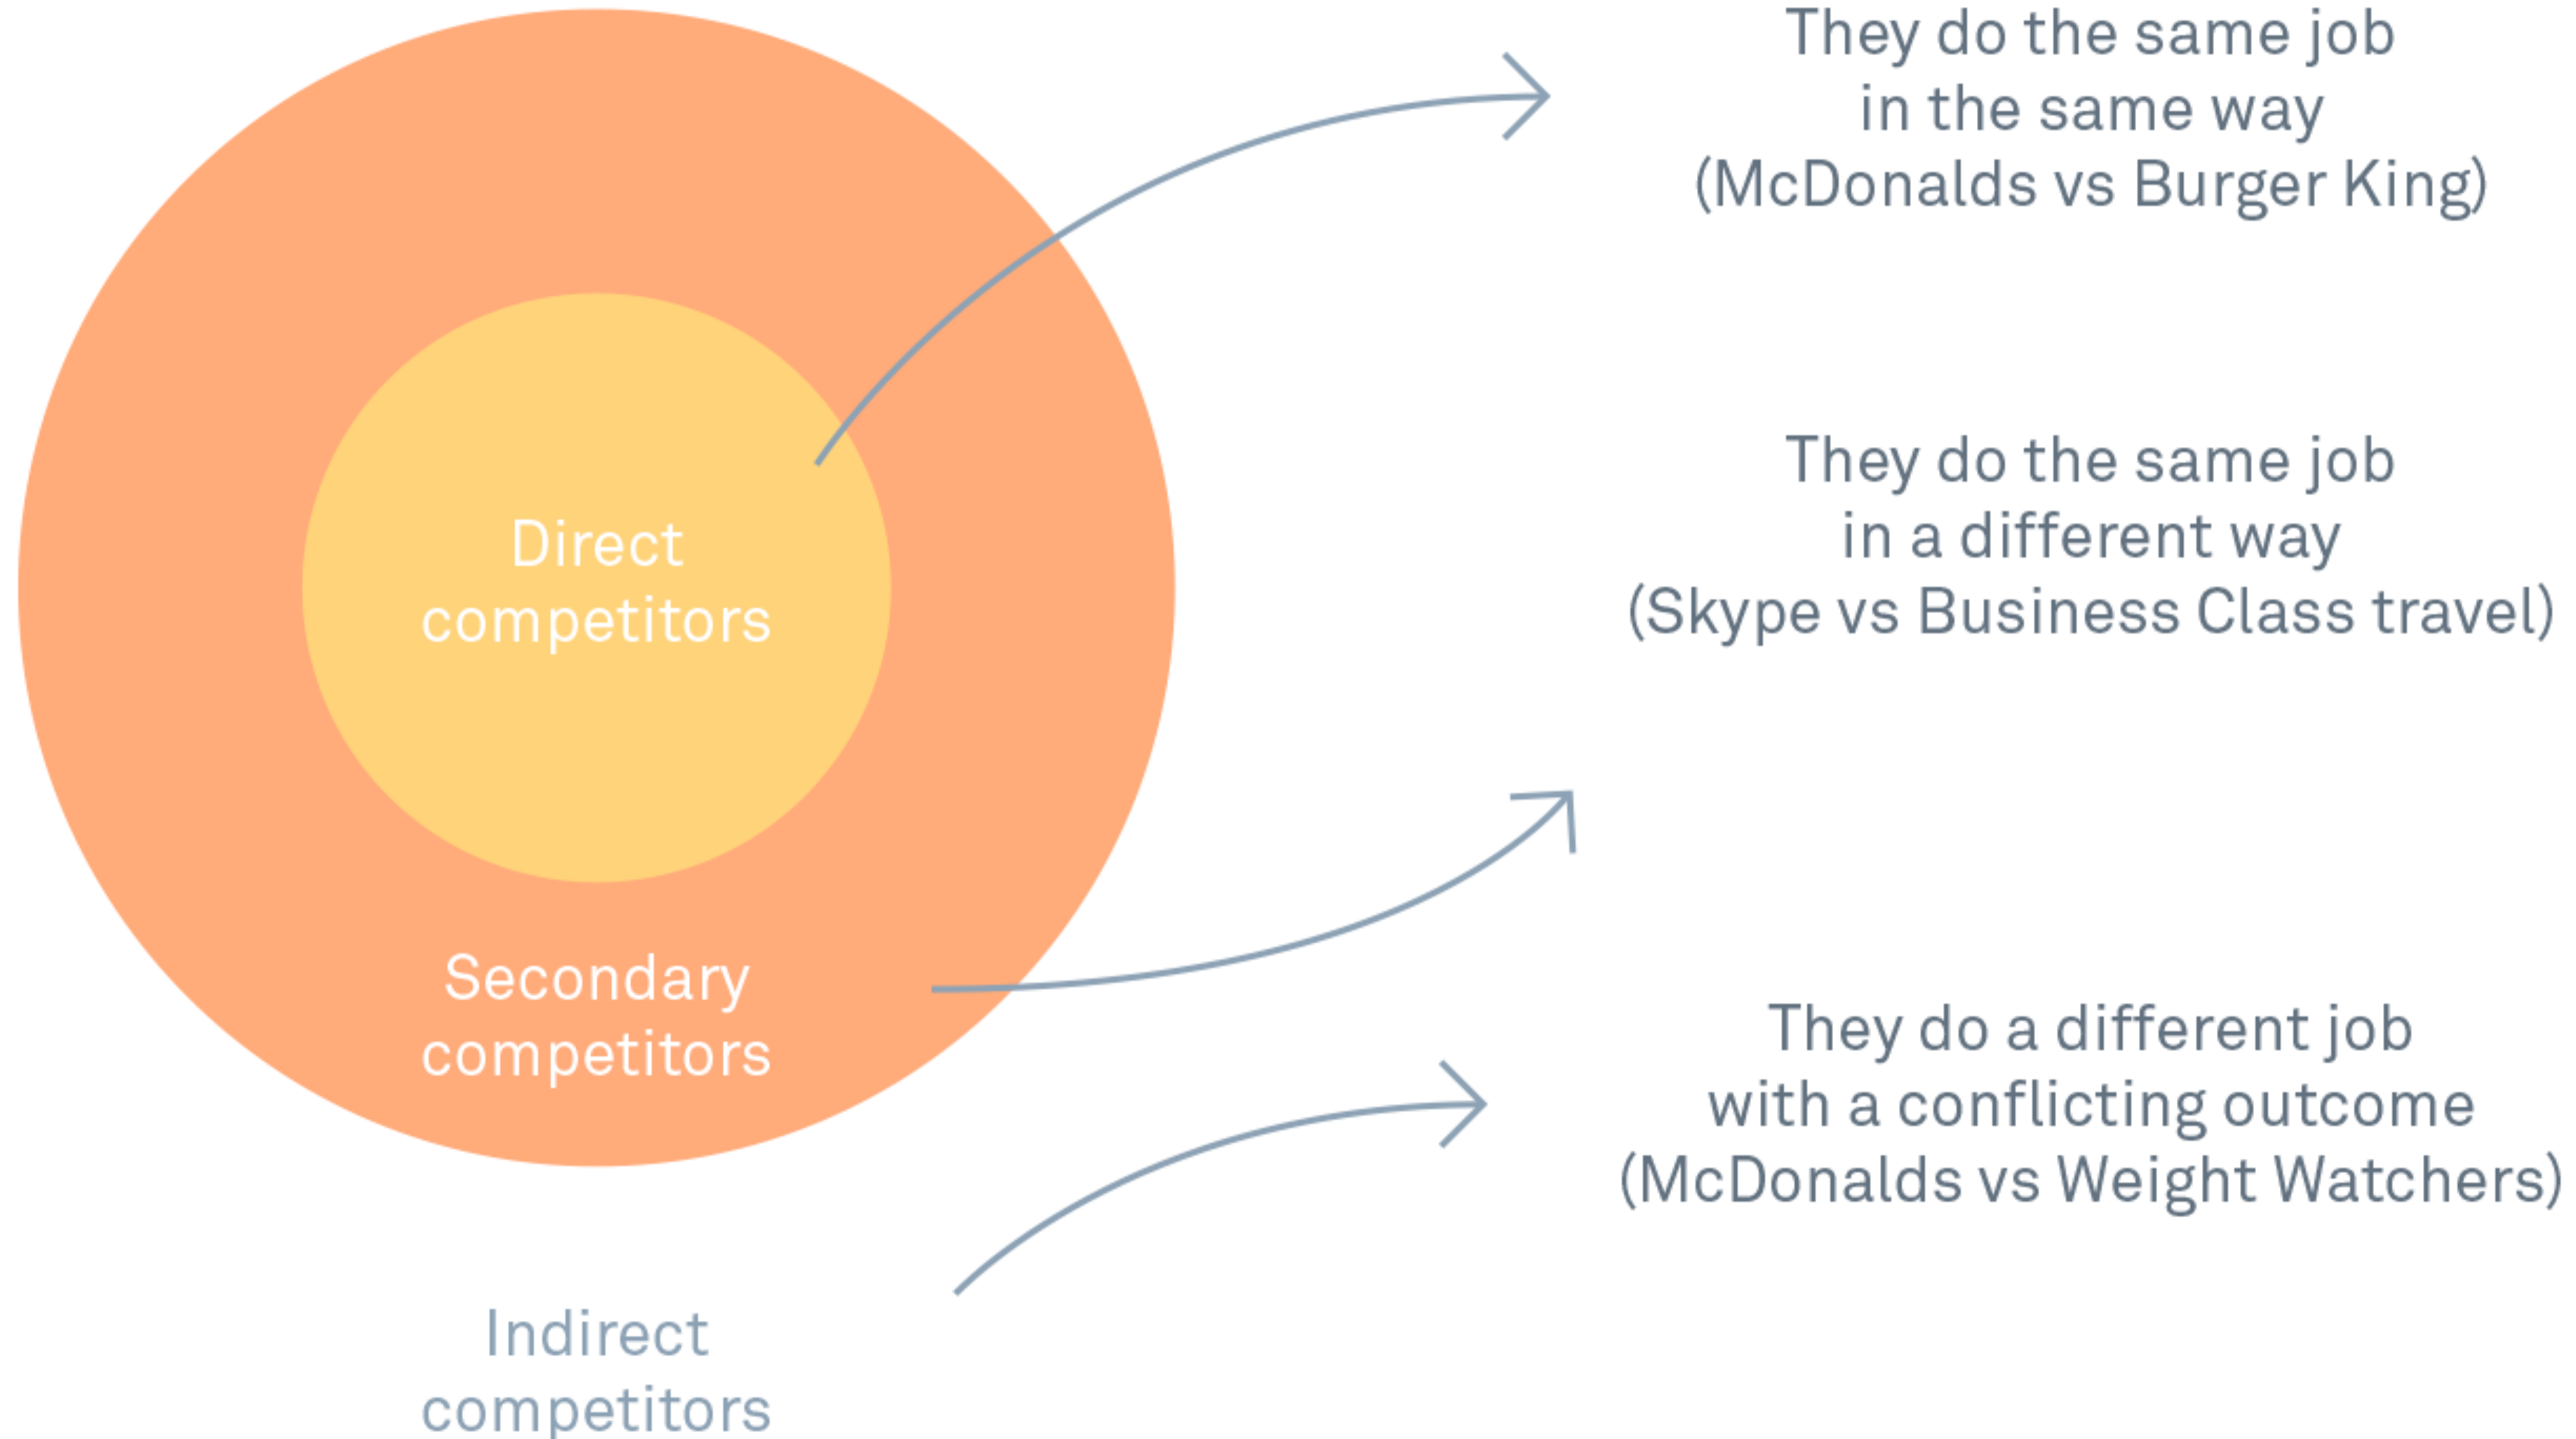 They do the same job
in the same way
(McDonalds vs Burger King)
They do the same job
in a different way
(Skype vs Business Class travel)
Direct
competitors
Secondary
competitors
They do a different job
with a conflicting outcome
(McDonalds vs Weight Watchers)
Indirect
competitors